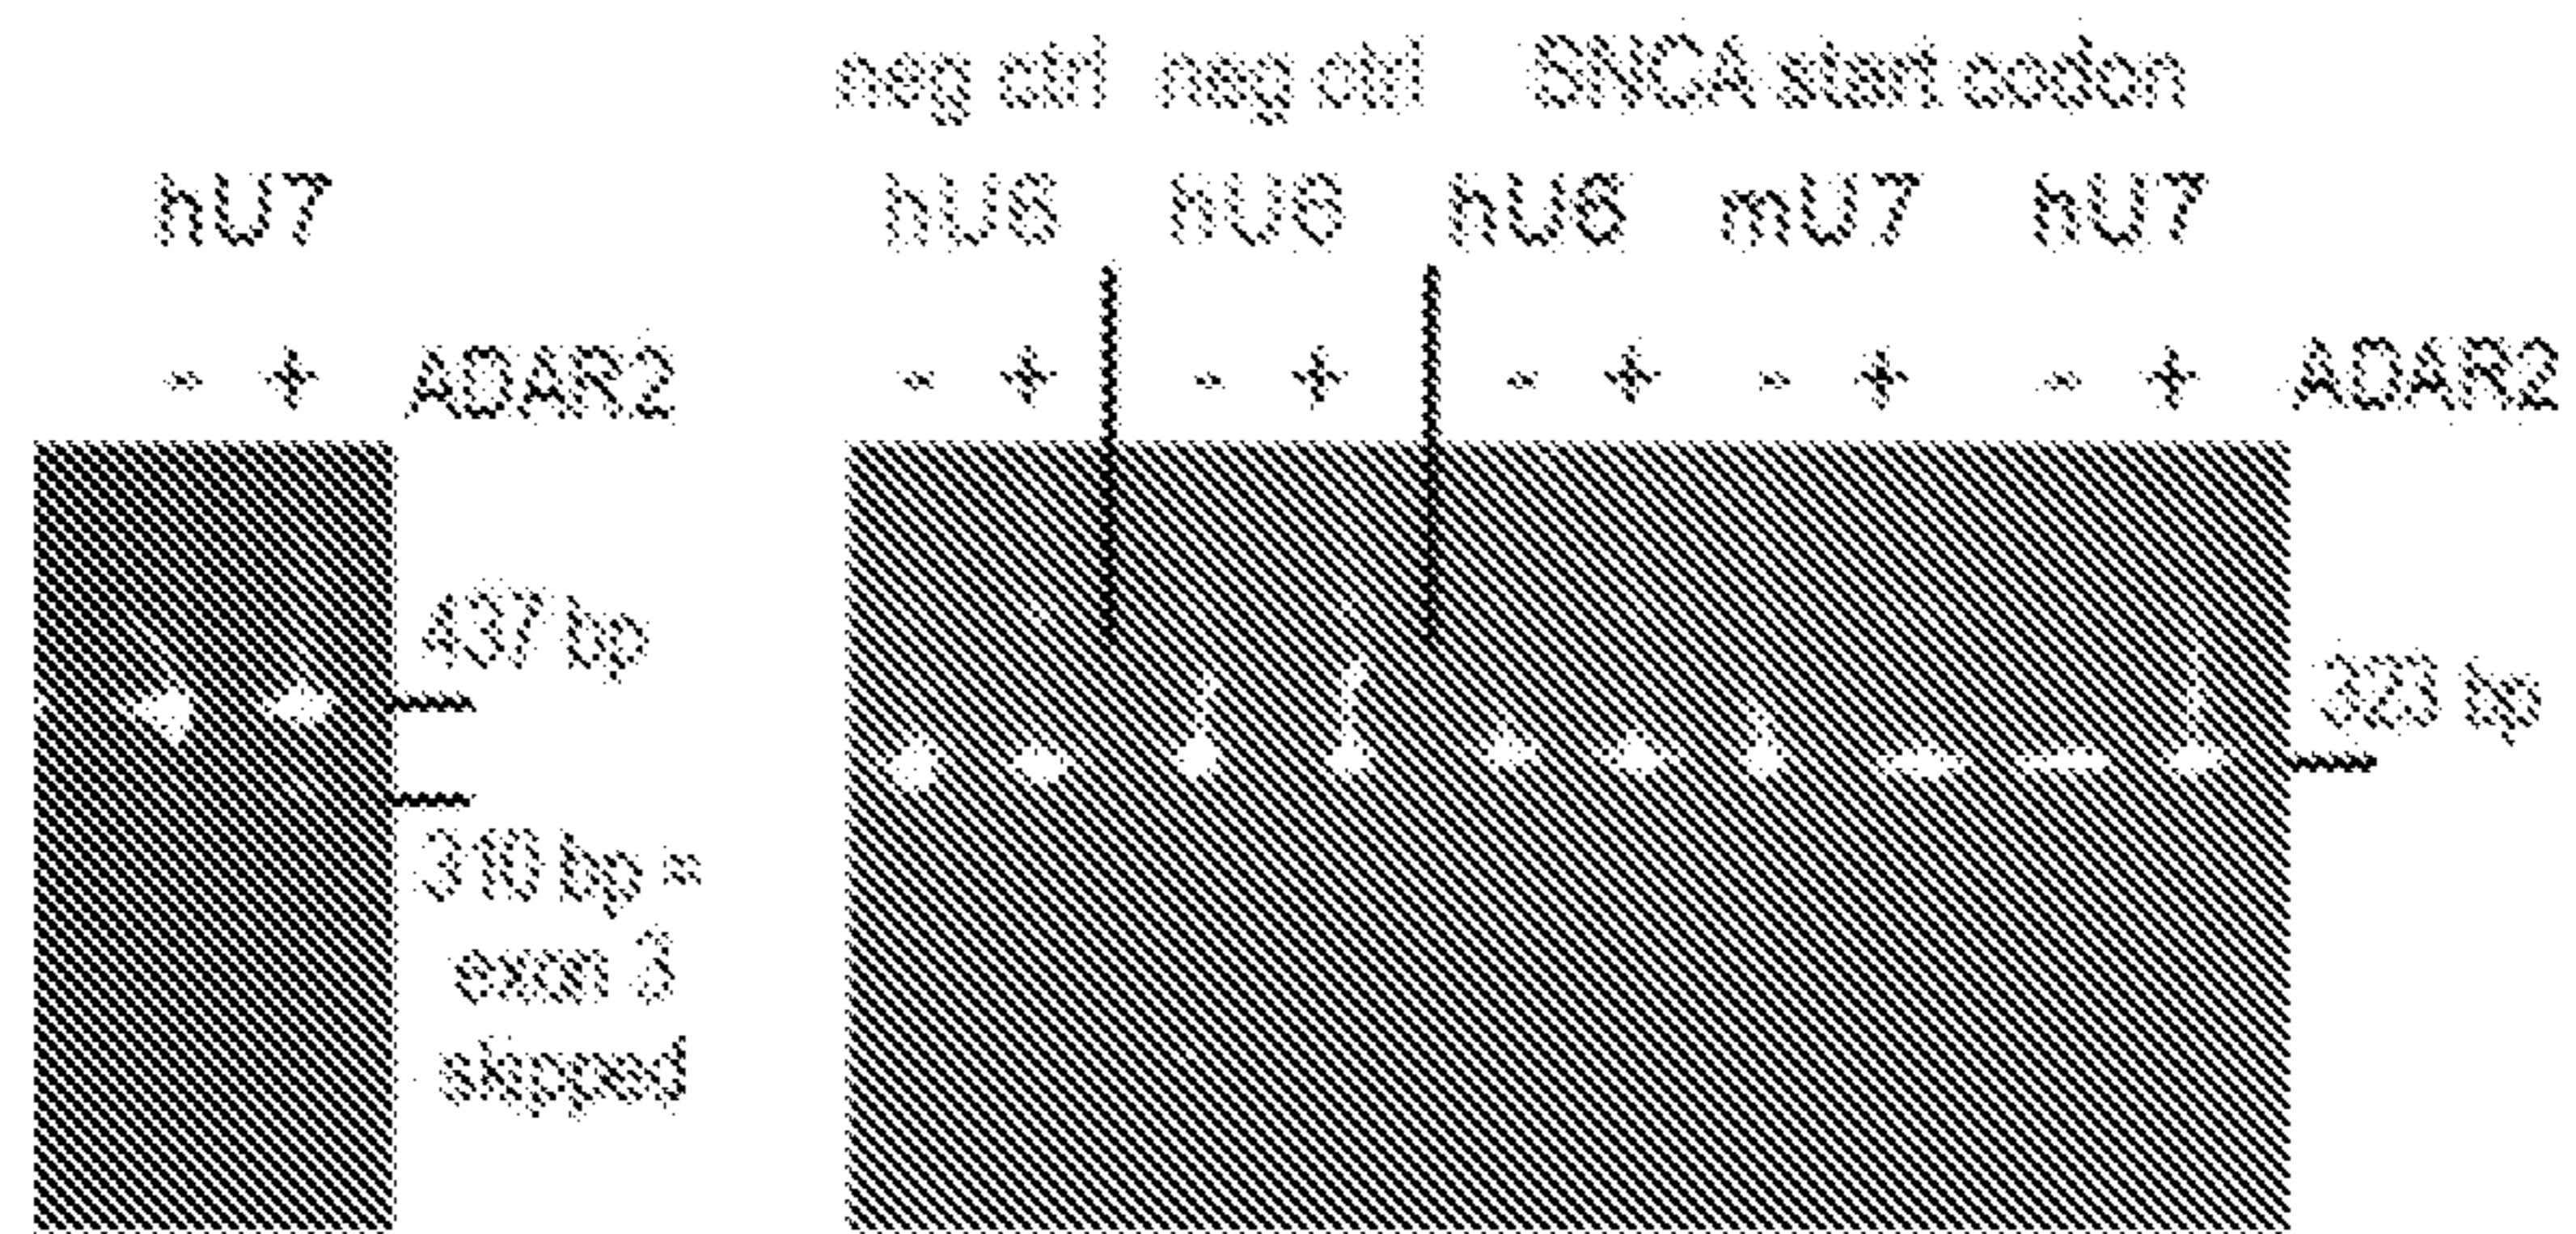 neg ctrl neg ctrl SNCA start codon
hU7 hU6 hU6 hU6 mU7 hU7
- + ADAR2 - + - + - + - + - + ADAR2
437 bp
323 bp
310 bp =
exon 3
skipped